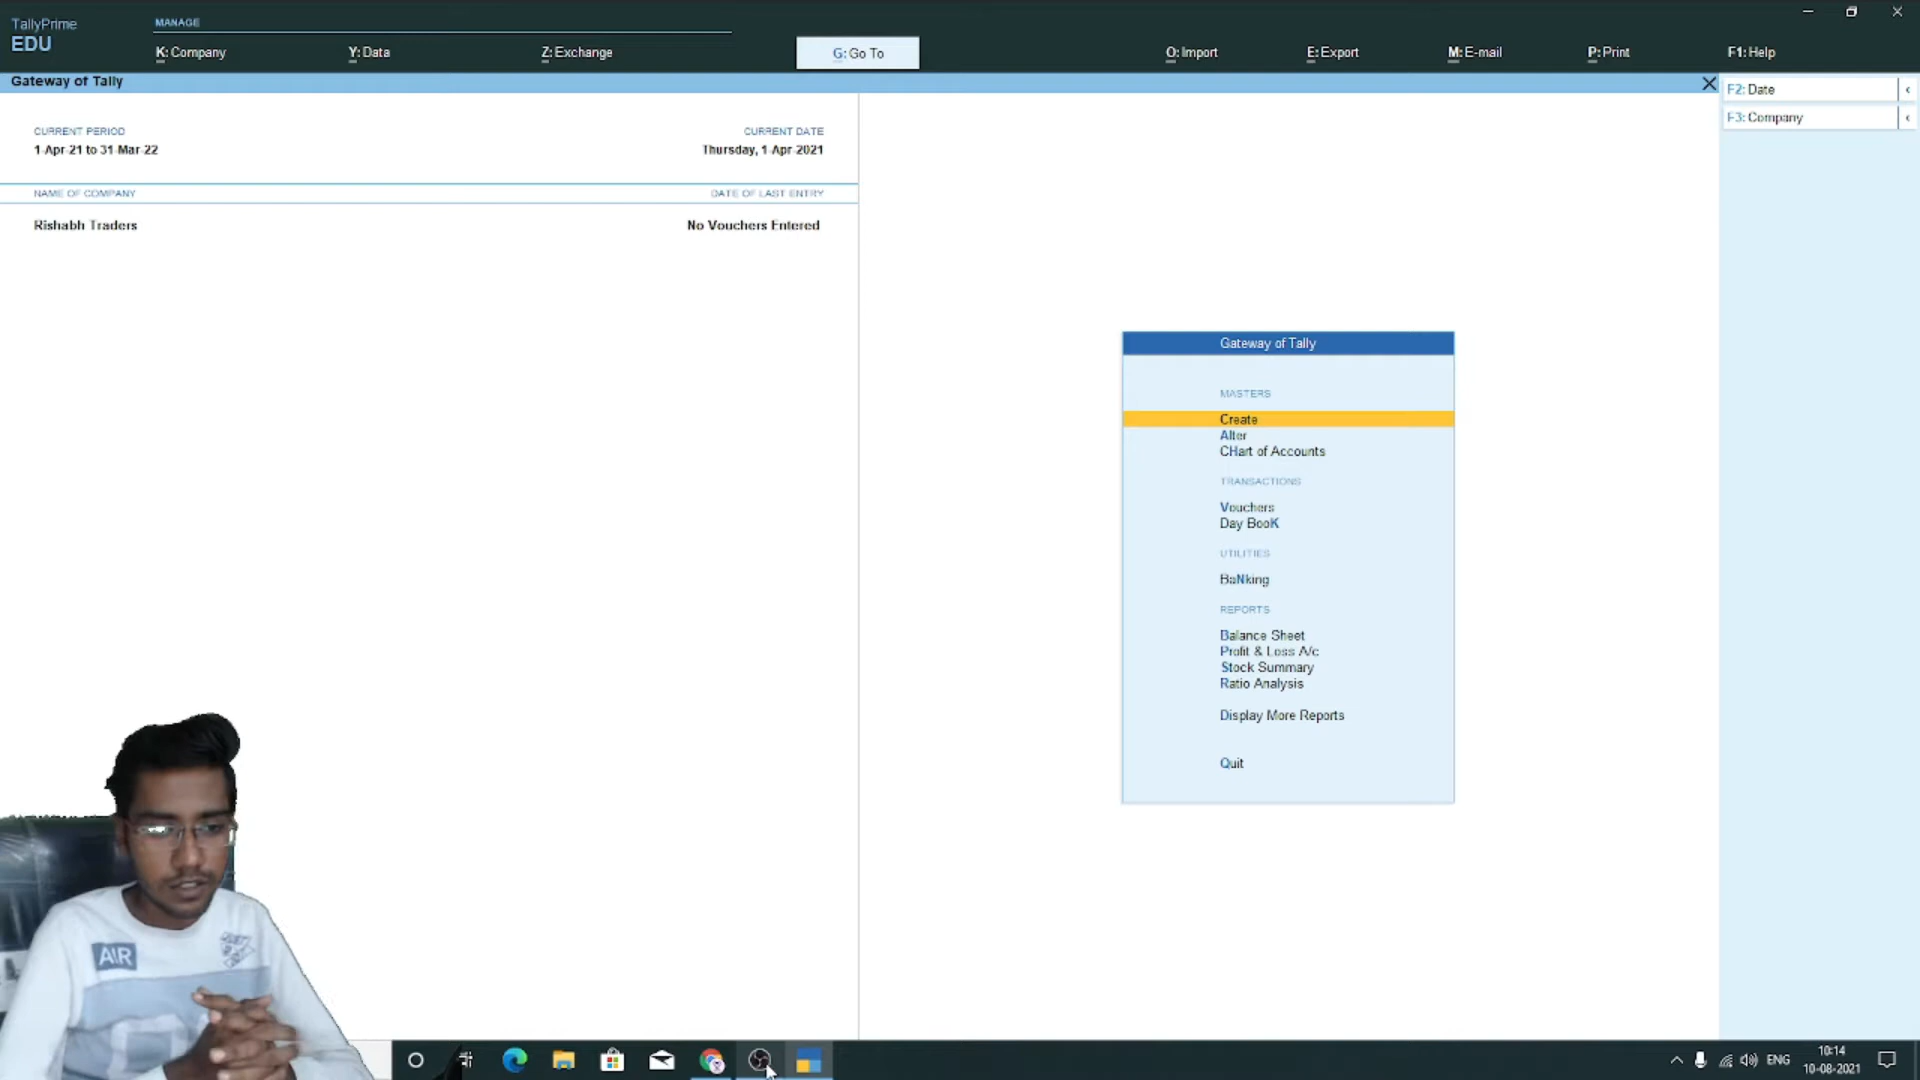 TallyPrime
EDU
MANAGE
K: Company
Y: Data
Z: Exchange
G: Go To
O: Import
E: Export
M: E-mail
P: Print
F1: Help
Gateway of Tally
F2: Date
F3: Company
CURRENT PERIOD
CURRENT DATE
1-Apr-21 to 31-Mar-22
Thursday, 1-Apr-2021
NAME OF COMPANY
DATE OF LAST ENTRY
Rishabh Traders
No Vouchers Entered
Gateway of Tally
MASTERS
Create
Alter
CHart of Accounts
TRANSACTIONS
Vouchers
Day BooK
UTILITIES
BaNking
REPORTS
Balance Sheet
Profit & Loss A/c
Stock Summary
Ratio Analysis
Display More Reports
Quit
AIR
ENG
10:14
10-08-2021